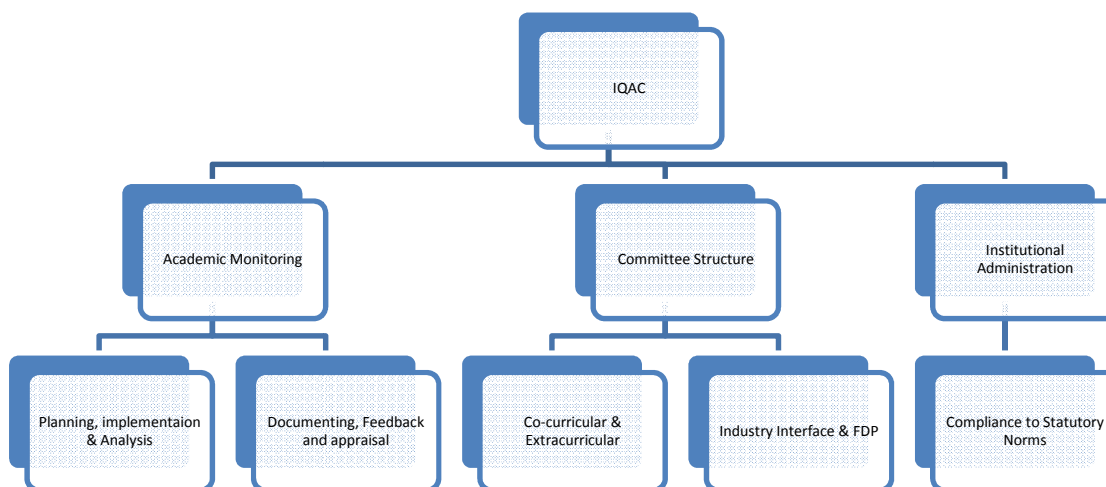 IQAC
Academic Monitoring
Committee Structure
Institutional
Administration
Planning, implementaion
& Analysis
Documenting, Feedback
and appraisal
Co-curricular &
Extracurricular
Industry Interface & FDP
Compliance to Statutory
Norms